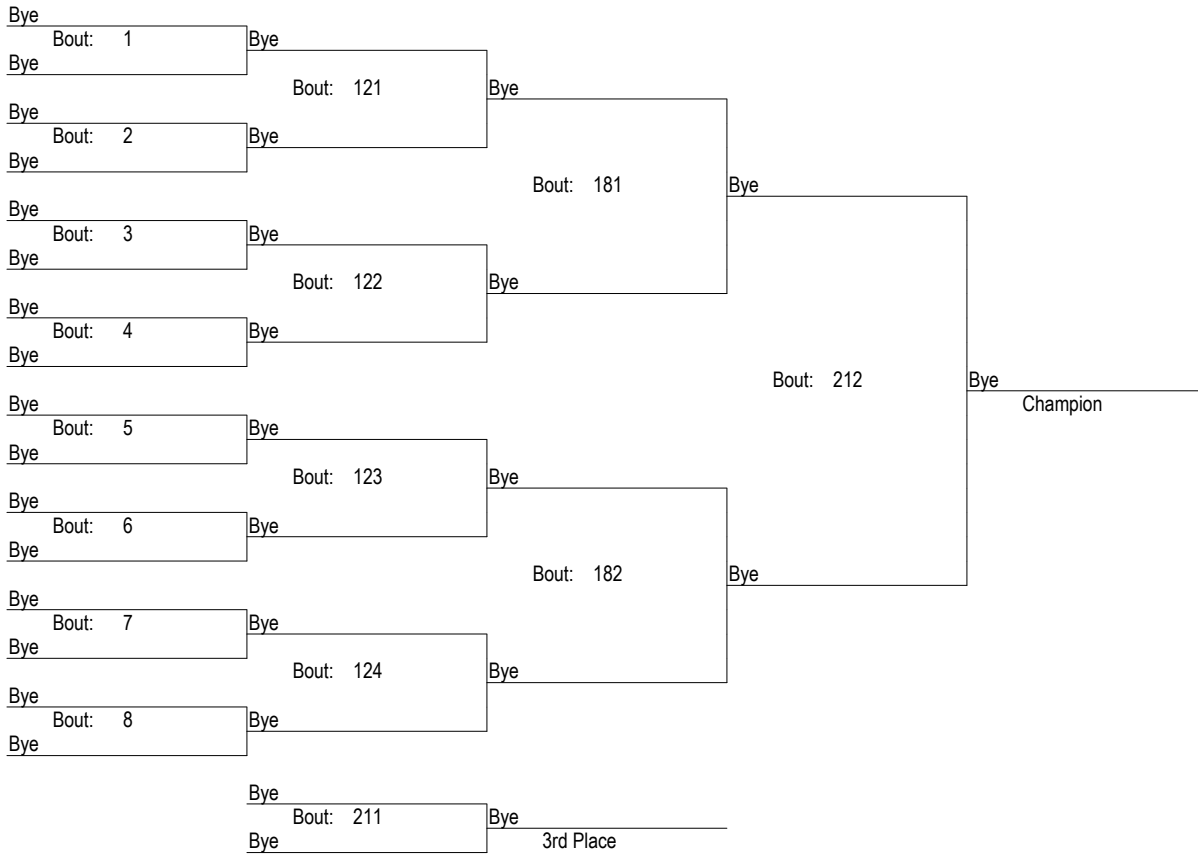 Bye
Bout: 1 Bye
Bye
Bout: 121 Bye
Bye
Bout: 2 Bye
Bye
Bout: 181 Bye
Bye
Bout: 3 Bye
Bye
Bout: 122 Bye
Bye
Bout: 4 Bye
Bye
Bout: 212 Bye
Champion
Bye
Bout: 5 Bye
Bye
Bout: 123 Bye
Bye
Bout: 6 Bye
Bye
Bout: 182 Bye
Bye
Bout: 7 Bye
Bye
Bout: 124 Bye
Bye
Bout: 8 Bye
Bye
Bye
Bout: 211 Bye
Bye 3rd Place